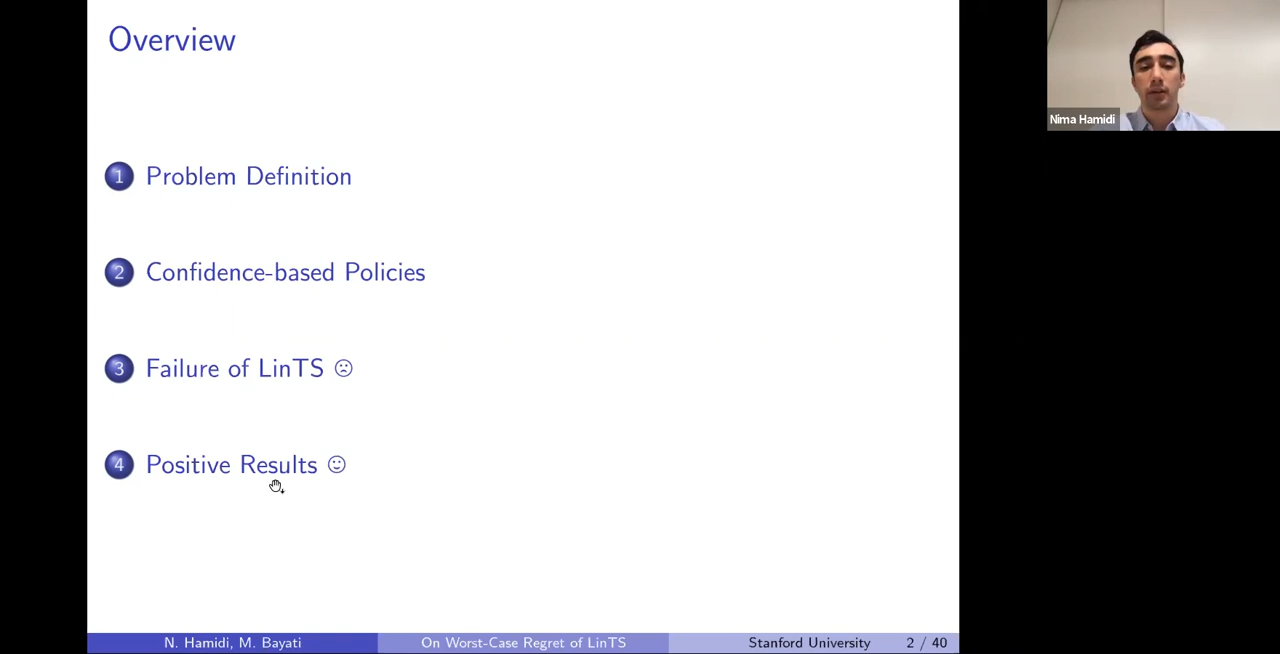 Overview
1 Problem Definition
2 Confidence-based Policies
3 Failure of LinTS ☹
4 Positive Results ☺
N. Hamidi, M. Bayati On Worst-Case Regret of LinTS Stanford University 2 / 40
Nima Hamidi